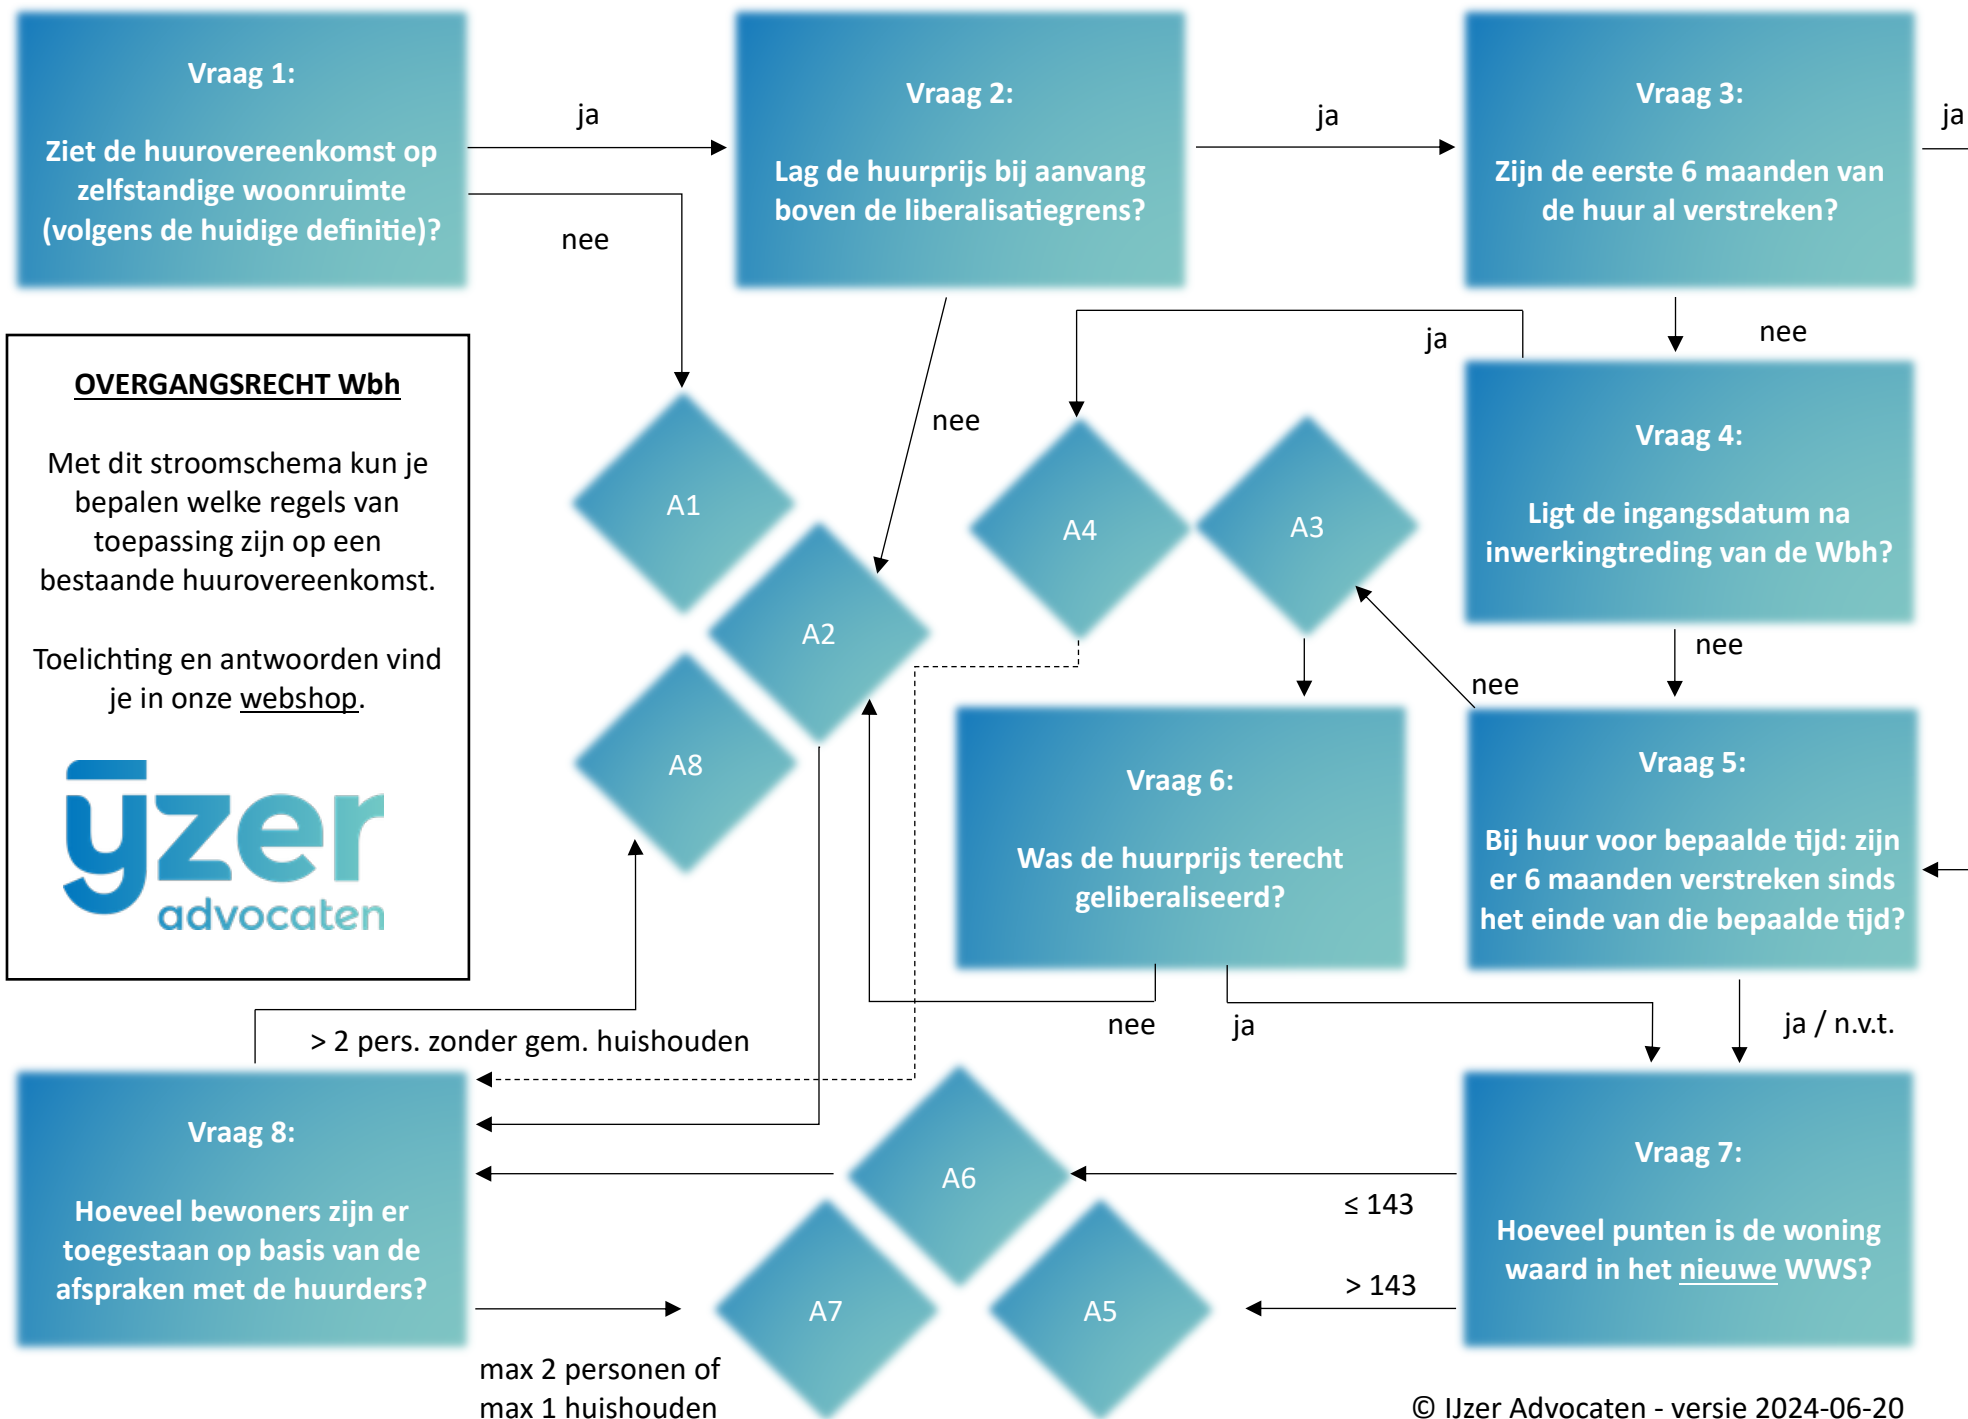 Vraag 1:
Ziet de huurovereenkomst op
zelfstandige woonruimte
(volgens de huidige definitie)?
ja
nee
Vraag 2:
Lag de huurprijs bij aanvang
boven de liberalisatiegrens?
ja
nee
Vraag 3:
Zijn de eerste 6 maanden van
de huur al verstreken?
ja
nee
OVERGANGSRECHT Wbh
Met dit stroomschema kun je
bepalen welke regels van
toepassing zijn op een
bestaande huurovereenkomst.
Toelichting en antwoorden vind
je in onze webshop.
ijzer
advocaten
A1
A2
A8
A4
A3
ja
Vraag 4:
Ligt de ingangsdatum na
inwerkingtreding van de Wbh?
nee
nee
Vraag 5:
Bij huur voor bepaalde tijd: zijn
er 6 maanden verstreken sinds
het einde van die bepaalde tijd?
ja / n.v.t.
Vraag 6:
Was de huurprijs terecht
geliberaliseerd?
nee
ja
> 2 pers. zonder gem. huishouden
Vraag 8:
Hoeveel bewoners zijn er
toegestaan op basis van de
afspraken met de huurders?
max 2 personen of
max 1 huishouden
A6
A7
A5
≤ 143
> 143
Vraag 7:
Hoeveel punten is de woning
waard in het nieuwe WWS?
© IJzer Advocaten - versie 2024-06-20